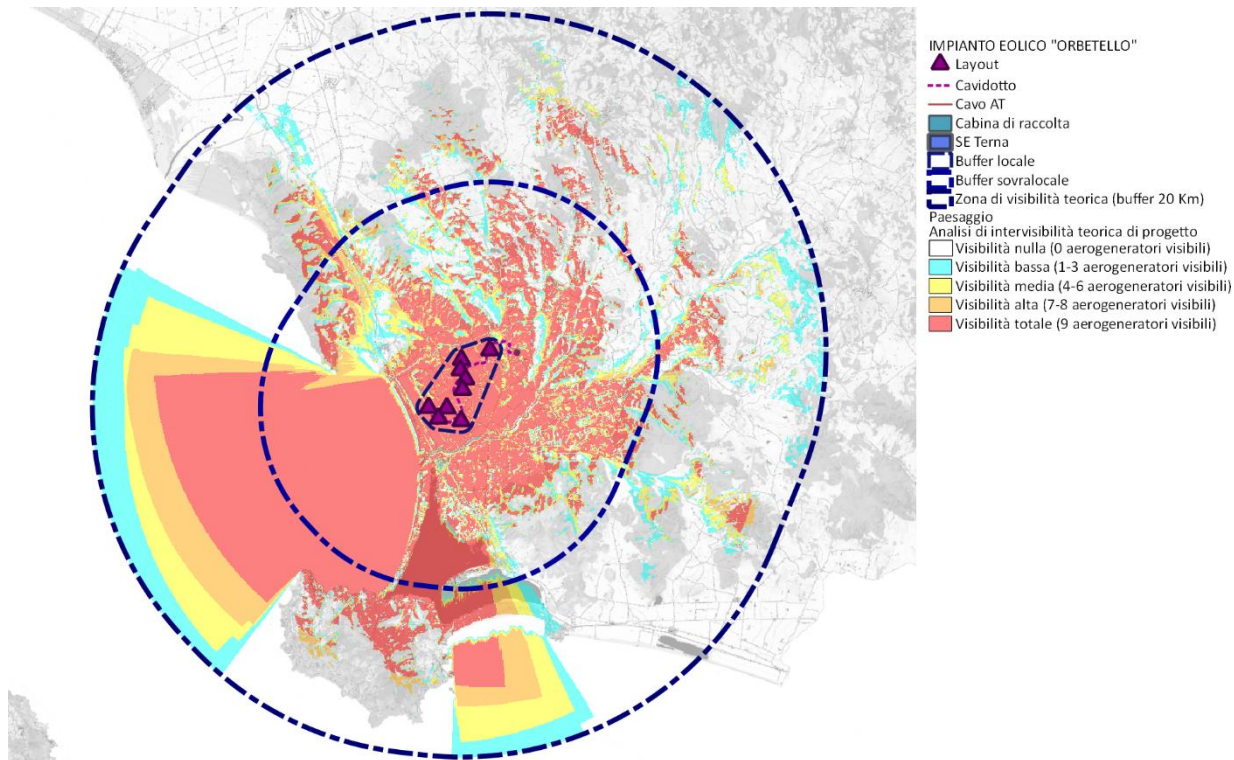 IMPIANTO EOLICO "ORBETELLO"
Layout
Cavidotto
Cavo AT
Cabina di raccolta
SE Terna
Buffer locale
Buffer sovralocale
Zona di visibilità teorica (buffer 20 Km)
Paesaggio
Analisi di intervisibilità teorica di progetto
Visibilità nulla (0 aerogeneratori visibili)
Visibilità bassa (1-3 aerogeneratori visibili)
Visibilità media (4-6 aerogeneratori visibili)
Visibilità alta (7-8 aerogeneratori visibili)
Visibilità totale (9 aerogeneratori visibili)